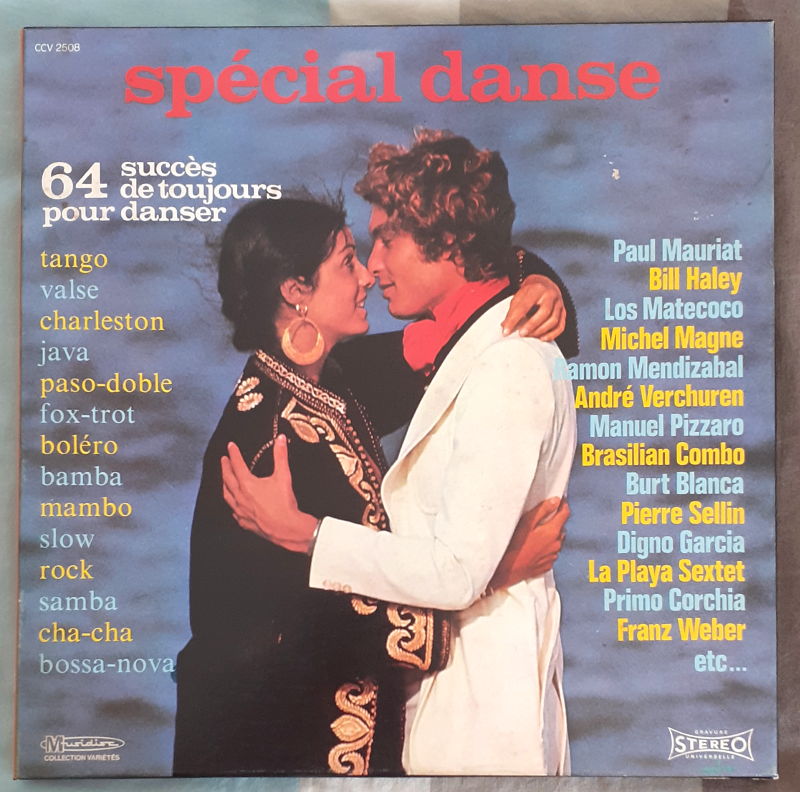 CCV 2508
spécial danse
64 succès
de toujours
pour danser
tango
valse
charleston
java
paso-doble
fox-trot
boléro
bamba
mambo
slow
rock
samba
cha-cha
bossa-nova
Paul Mauriat
Bill Haley
Los Matecoco
Michel Magne
Ramon Mendizabal
André Verchuren
Manuel Pizzaro
Brasilian Combo
Burt Blanca
Pierre Sellin
Digno Garcia
La Playa Sextet
Primo Corchia
Franz Weber
etc...
Musidisc
COLLECTION VARIÉTÉS
GRAVURE
STEREO
UNIVERSELLE